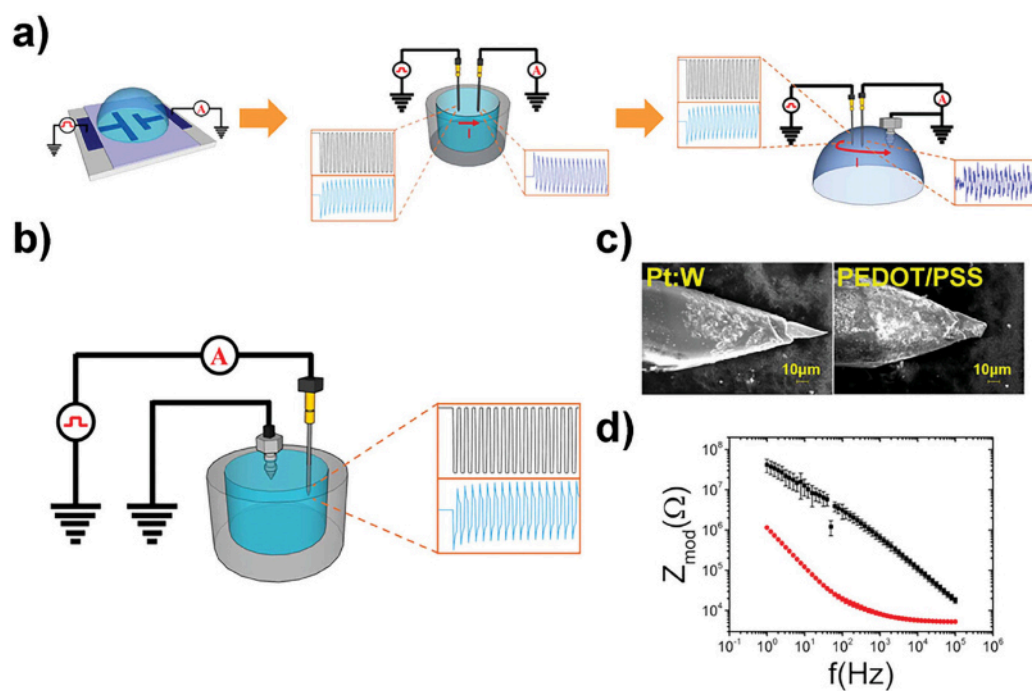 a)
A
A
A
I
I
b)
A
c)
Pt:W
PEDOT/PSS
10µm
10µm
d)
Z_mod(Ω)
10⁸
10⁷
10⁶
10⁵
10⁴
10⁻¹ 10⁰ 10¹ 10² 10³ 10⁴ 10⁵ 10⁶
f(Hz)